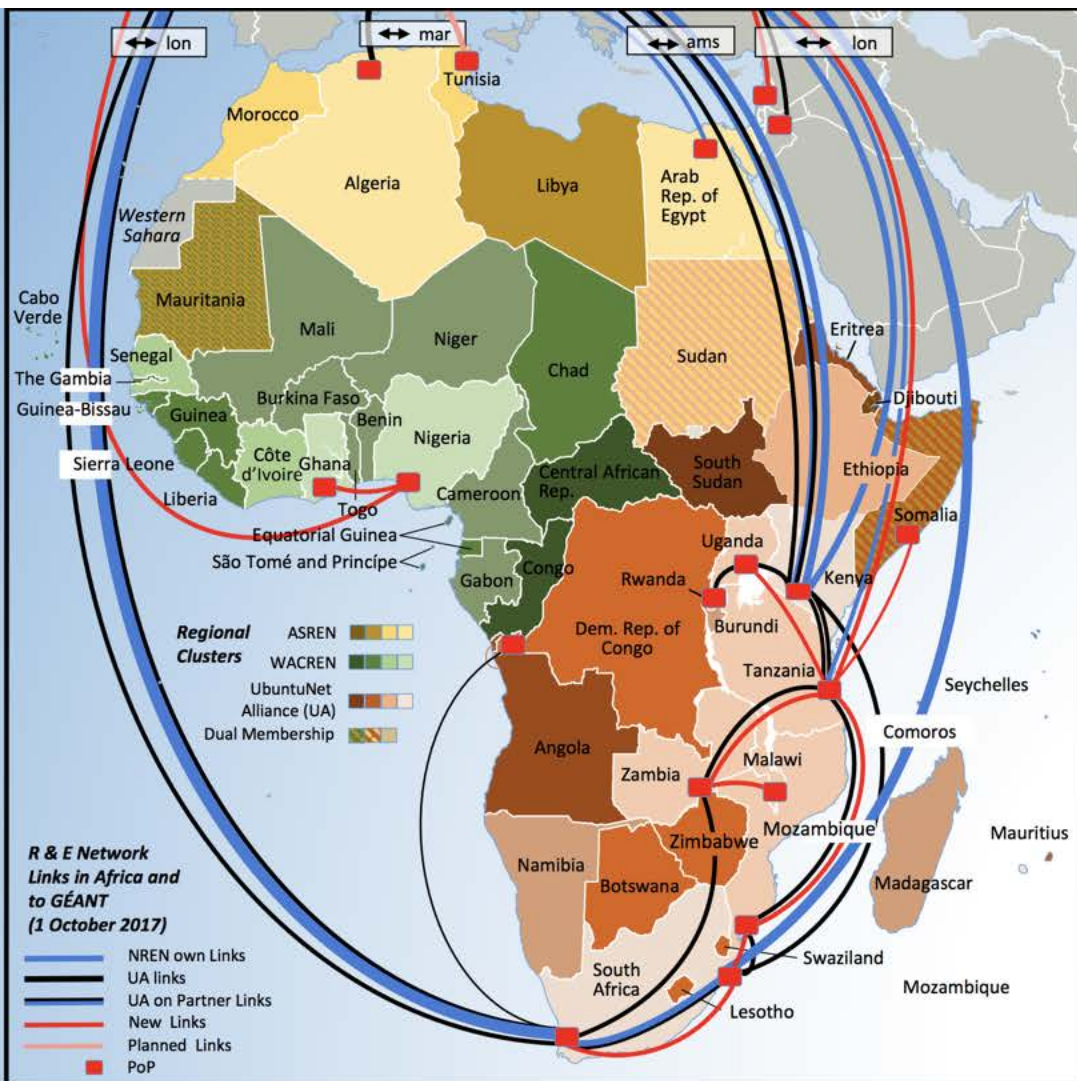 lon
mar
ams
lon
Tunisia
Morocco
Algeria
Libya
Arab
Rep. of
Egypt
Western
Sahara
Cabo
Verde
Mauritania
Mali
Niger
Chad
Sudan
Eritrea
Senegal
The Gambia
Guinea-Bissau
Guinea
Burkina Faso
Benin
Nigeria
Djibouti
Sierra Leone
Côte
d'Ivoire
Ghana
Liberia
Togo
Cameroon
Central African
Rep.
South
Sudan
Ethiopia
Somalia
Equatorial Guinea
São Tomé and Princípe
Gabon
Congo
Uganda
Rwanda
Kenya
Burundi
Dem. Rep. of
Congo
Tanzania
Seychelles
Comoros
Regional
Clusters
ASREN
WACREN
UbuntuNet
Alliance (UA)
Dual Membership
Angola
Zambia
Malawi
Zimbabwe
Mozambique
Mauritius
Namibia
Botswana
Madagascar
South
Africa
Swaziland
Lesotho
Mozambique
R & E Network
Links in Africa and
to GÉANT
(1 October 2017)
NREN own Links
UA links
UA on Partner Links
New Links
Planned Links
PoP